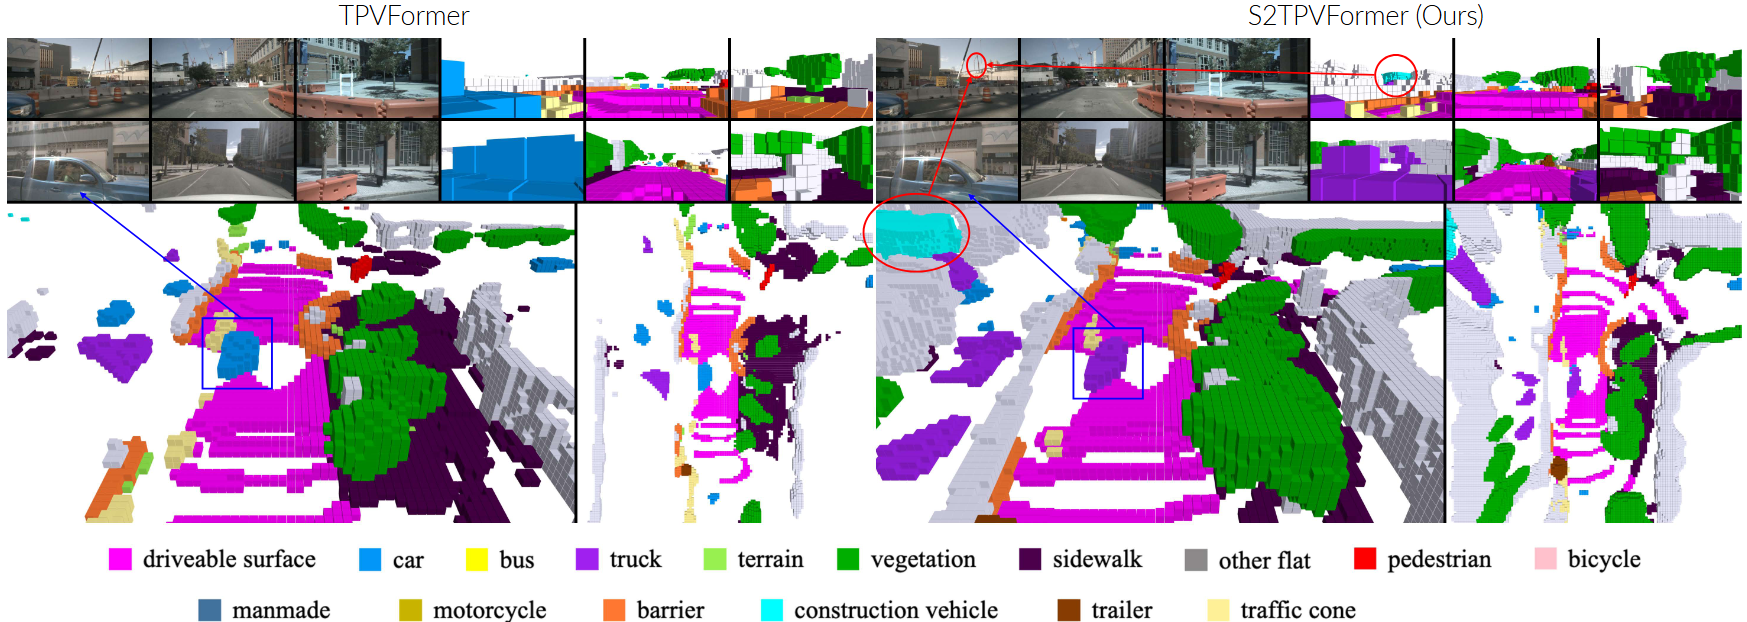 TPVFormer
S2TPVFormer (Ours)
driveable surface
car
bus
truck
terrain
vegetation
sidewalk
other flat
pedestrian
bicycle
manmade
motorcycle
barrier
construction vehicle
trailer
traffic cone